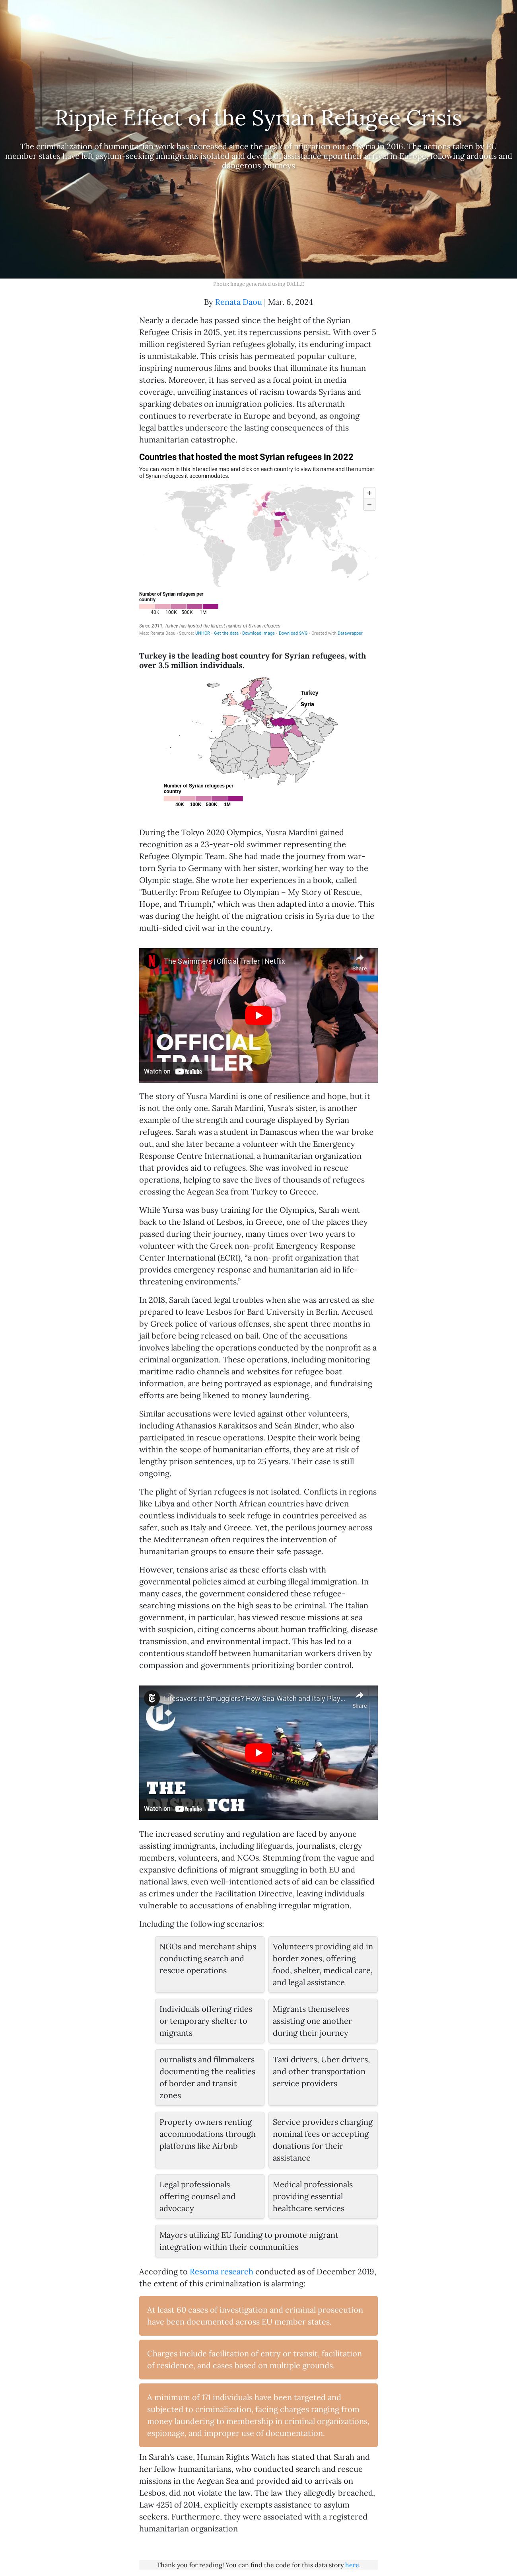 Ripple Effect of the Syrian Refugee Crisis
The criminalization of humanitarian work has increased since the peak of migration out of Syria in 2016. The actions taken by EU
member states have left asylum-seeking immigrants isolated and devoid of assistance upon their arrival in Europe, following arduous and
dangerous journeys.
Photo: Image generated using DALL.E
By Renata Daou | Mar. 6, 2024
Nearly a decade has passed since the height of the Syrian
Refugee Crisis in 2015, yet its repercussions persist. With over 5
million registered Syrian refugees globally, its enduring impact
is unmistakable. This crisis has permeated popular culture,
inspiring numerous films and books that illuminate its human
stories. Moreover, it has served as a focal point in media
coverage, unveiling instances of racism towards Syrians and
sparking debates on immigration policies. Its aftermath
continues to reverberate in Europe and beyond, as ongoing
legal battles underscore the lasting consequences of this
humanitarian catastrophe.
Countries that hosted the most Syrian refugees in 2022
You can zoom in this interactive map and click on each country to view its name and the number
of Syrian refugees it accommodates.
+
−
Number of Syrian refugees per
country
40K 100K 500K 1M
Since 2011, Turkey has hosted the largest number of Syrian refugees
Map: Renata Daou • Source: UNHCR • Get the data • Download image • Download SVG • Created with Datawrapper
Turkey is the leading host country for Syrian refugees, with
over 3.5 million individuals.
Turkey
Syria
Number of Syrian refugees per
country
40K 100K 500K 1M
During the Tokyo 2020 Olympics, Yusra Mardini gained
recognition as a 23-year-old swimmer representing the
Refugee Olympic Team. She had made the journey from war-
torn Syria to Germany with her sister, working her way to the
Olympic stage. She wrote her experiences in a book, called
"Butterfly: From Refugee to Olympian – My Story of Rescue,
Hope, and Triumph," which was then adapted into a movie. This
was during the height of the migration crisis in Syria due to the
multi-sided civil war in the country.
The Swimmers | Official Trailer | Netflix
Share
NETFLIX
OFFICIAL
TRAILER
Watch on YouTube
The story of Yusra Mardini is one of resilience and hope, but it
is not the only one. Sarah Mardini, Yusra's sister, is another
example of the strength and courage displayed by Syrian
refugees. Sarah was a student in Damascus when the war broke
out, and she later became a volunteer with the Emergency
Response Centre International, a humanitarian organization
that provides aid to refugees. She was involved in rescue
operations, helping to save the lives of thousands of refugees
crossing the Aegean Sea from Turkey to Greece.
While Yursa was busy training for the Olympics, Sarah went
back to the Island of Lesbos, in Greece, one of the places they
passed during their journey, many times over two years to
volunteer with the Greek non-profit Emergency Response
Center International (ECRI), “a non-profit organization that
provides emergency response and humanitarian aid in life-
threatening environments.”
In 2018, Sarah faced legal troubles when she was arrested as she
prepared to leave Lesbos for Bard University in Berlin. Accused
by Greek police of various offenses, she spent three months in
jail before being released on bail. One of the accusations
involves labeling the operations conducted by the nonprofit as a
criminal organization. These operations, including monitoring
maritime radio channels and websites for refugee boat
information, are being portrayed as espionage, and fundraising
efforts are being likened to money laundering.
Similar accusations were levied against other volunteers,
including Athanasios Karakitsos and Seán Binder, who also
participated in rescue operations. Despite their work being
within the scope of humanitarian efforts, they are at risk of
lengthy prison sentences, up to 25 years. Their case is still
ongoing.
The plight of Syrian refugees is not isolated. Conflicts in regions
like Libya and other North African countries have driven
countless individuals to seek refuge in countries perceived as
safer, such as Italy and Greece. Yet, the perilous journey across
the Mediterranean often requires the intervention of
humanitarian groups to ensure their safe passage.
However, tensions arise as these efforts clash with
governmental policies aimed at curbing illegal immigration. In
many cases, the government considered these refugee-
searching missions on the high seas to be criminal. The Italian
government, in particular, has viewed rescue missions at sea
with suspicion, citing concerns about human trafficking, disease
transmission, and environmental impact. This has led to a
contentious standoff between humanitarian workers driven by
compassion and governments prioritizing border control.
Lifesavers or Smugglers? How Sea-Watch and Italy Play...
Share
SEA WATCH RESCUE
THE
DISPATCH
Watch on YouTube
The increased scrutiny and regulation are faced by anyone
assisting immigrants, including lifeguards, journalists, clergy
members, volunteers, and NGOs. Stemming from the vague and
expansive definitions of migrant smuggling in both EU and
national laws, even well-intentioned acts of aid can be classified
as crimes under the Facilitation Directive, leaving individuals
vulnerable to accusations of enabling irregular migration.
Including the following scenarios:
NGOs and merchant ships
conducting search and
rescue operations
Volunteers providing aid in
border zones, offering
food, shelter, medical care,
and legal assistance
Individuals offering rides
or temporary shelter to
migrants
Migrants themselves
assisting one another
during their journey
ournalists and filmmakers
documenting the realities
of border and transit
zones
Taxi drivers, Uber drivers,
and other transportation
service providers
Property owners renting
accommodations through
platforms like Airbnb
Service providers charging
nominal fees or accepting
donations for their
assistance
Legal professionals
offering counsel and
advocacy
Medical professionals
providing essential
healthcare services
Mayors utilizing EU funding to promote migrant
integration within their communities
According to Resoma research conducted as of December 2019,
the extent of this criminalization is alarming:
At least 60 cases of investigation and criminal prosecution
have been documented across EU member states.
Charges include facilitation of entry or transit, facilitation
of residence, and cases based on multiple grounds.
A minimum of 171 individuals have been targeted and
subjected to criminalization, facing charges ranging from
money laundering to membership in criminal organizations,
espionage, and improper use of documentation.
In Sarah's case, Human Rights Watch has stated that Sarah and
her fellow humanitarians, who conducted search and rescue
missions in the Aegean Sea and provided aid to arrivals on
Lesbos, did not violate the law. The law they allegedly breached,
Law 4251 of 2014, explicitly exempts assistance to asylum
seekers. Furthermore, they were associated with a registered
humanitarian organization
Thank you for reading! You can find the code for this data story here.